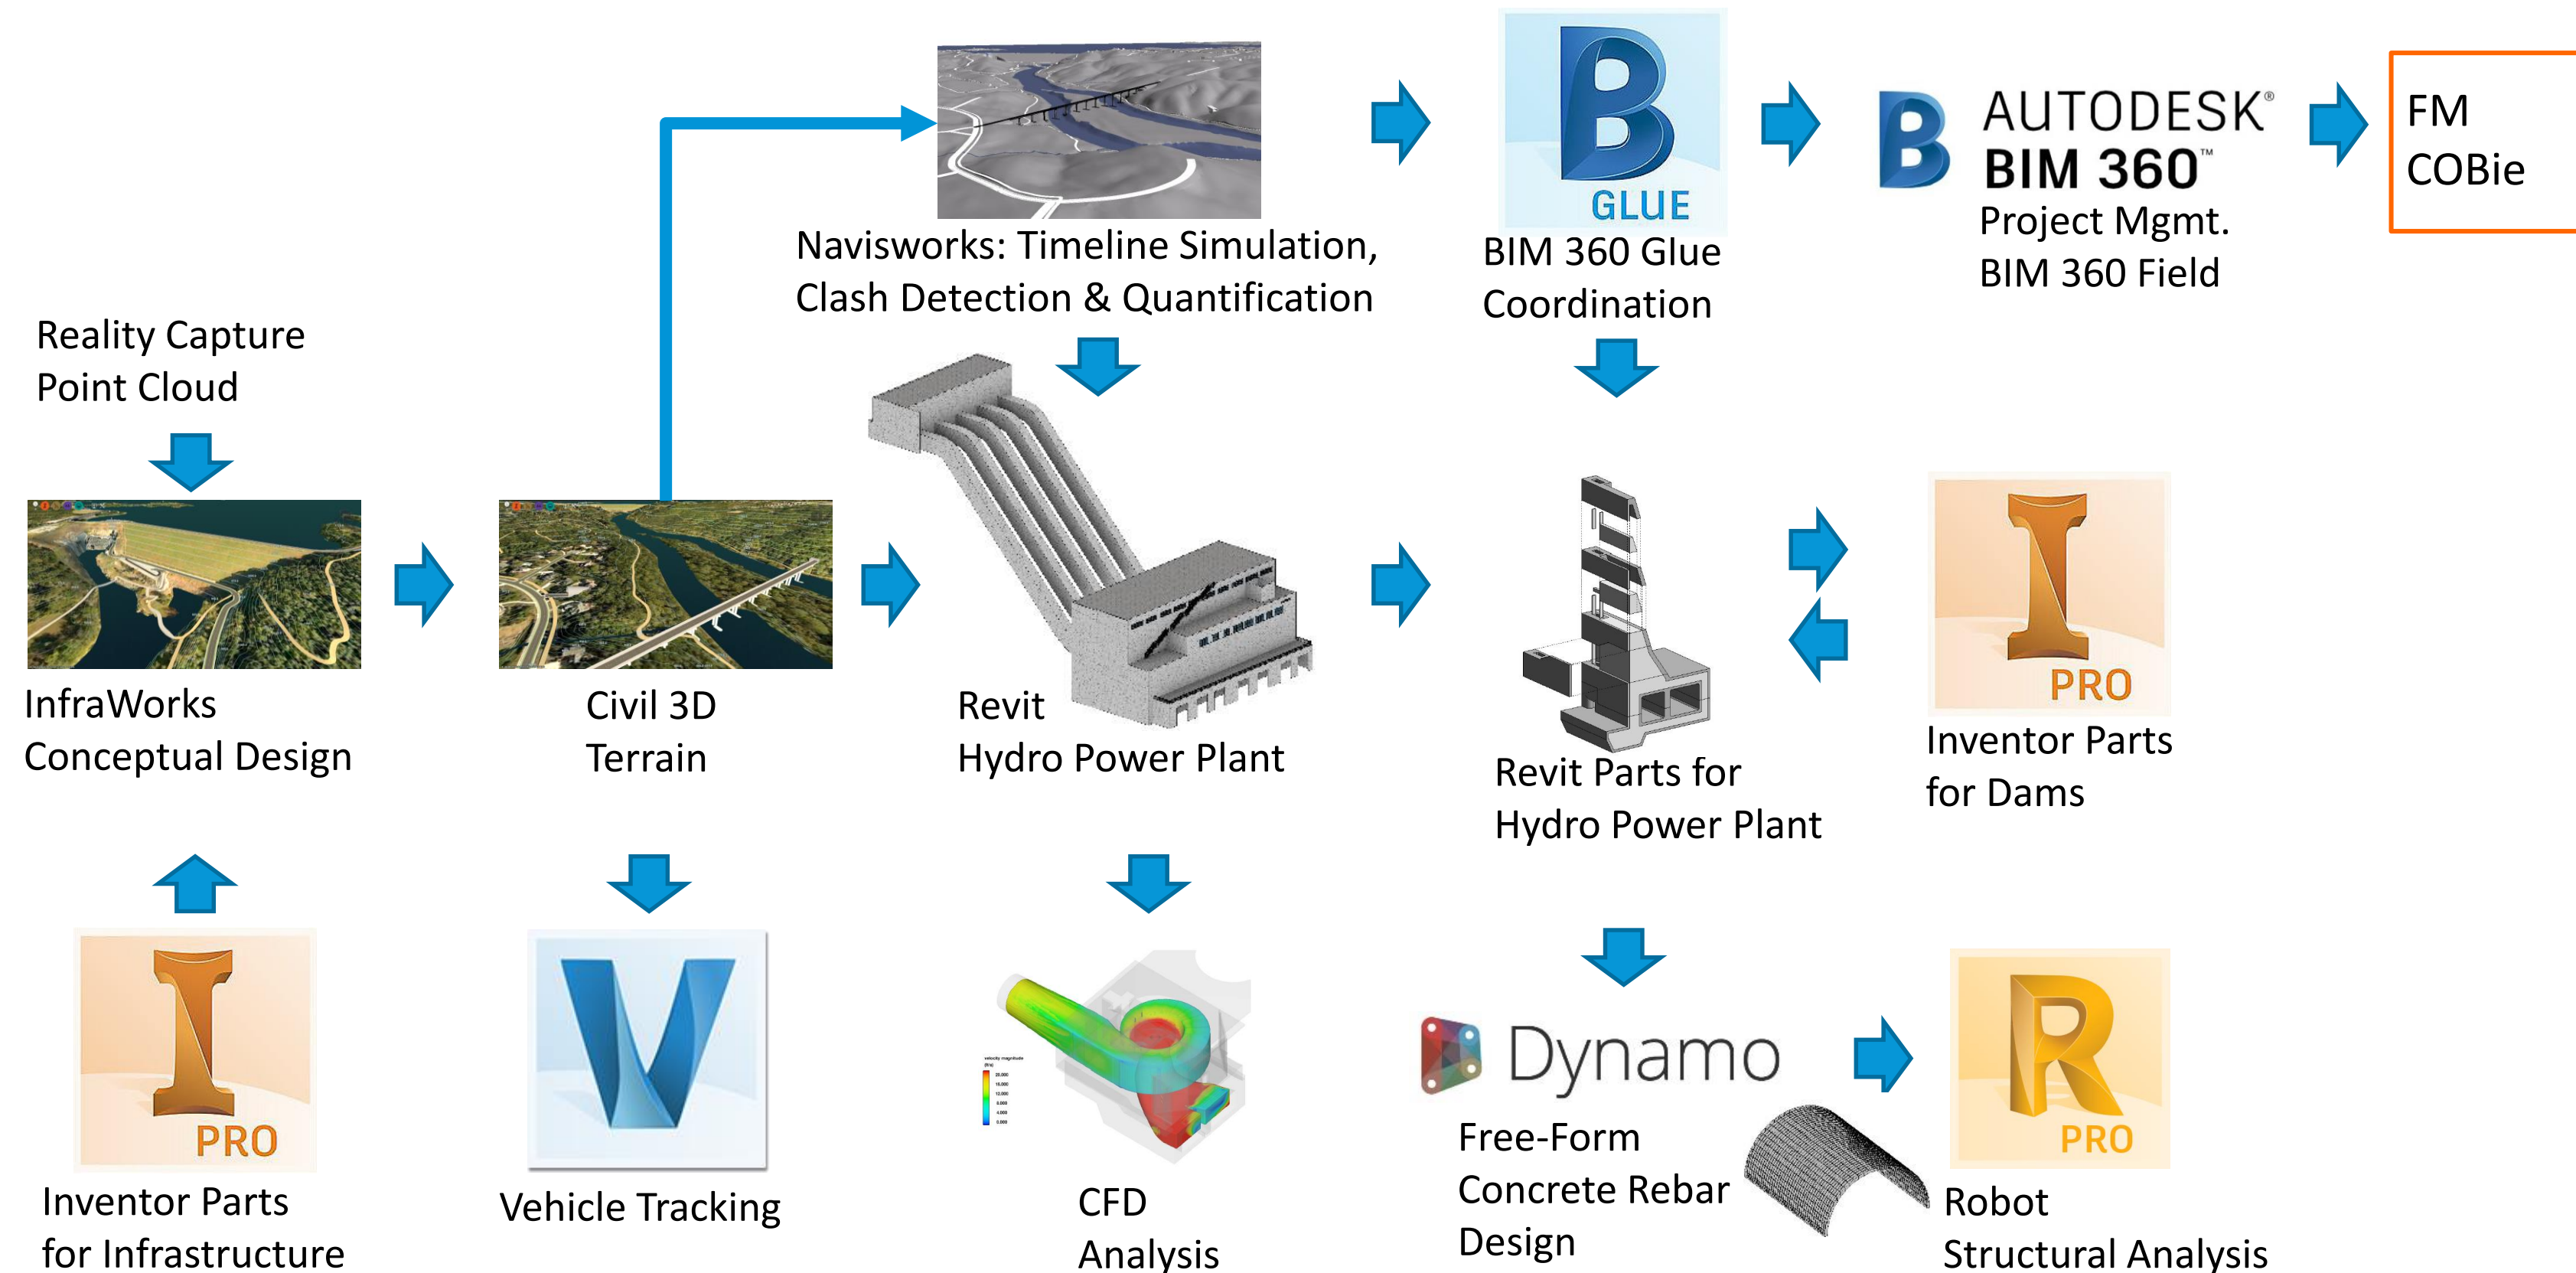 GLUE
AUTODESK®
BIM 360™
Project Mgmt.
BIM 360 Field
FM
COBie
Navisworks: Timeline Simulation,
Clash Detection & Quantification
BIM 360 Glue
Coordination
Reality Capture
Point Cloud
InfraWorks
Conceptual Design
Civil 3D
Terrain
Revit
Hydro Power Plant
Revit Parts for
Hydro Power Plant
PRO
Inventor Parts
for Dams
PRO
Inventor Parts
for Infrastructure
Vehicle Tracking
velocity magnitude
CFD
Analysis
Dynamo
Free-Form
Concrete Rebar
Design
PRO
Robot
Structural Analysis